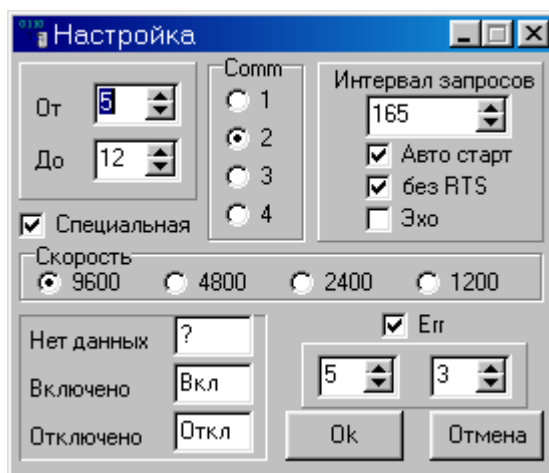 Настройка
От 5
До 12
Специальная
Comm
1
2
3
4
Интервал запросов
165
Авто старт
без RTS
Эхо
Скорость
9600 4800 2400 1200
Нет данных ?
Включено Вкл
Отключено Откл
Err
5 3
Ok Отмена